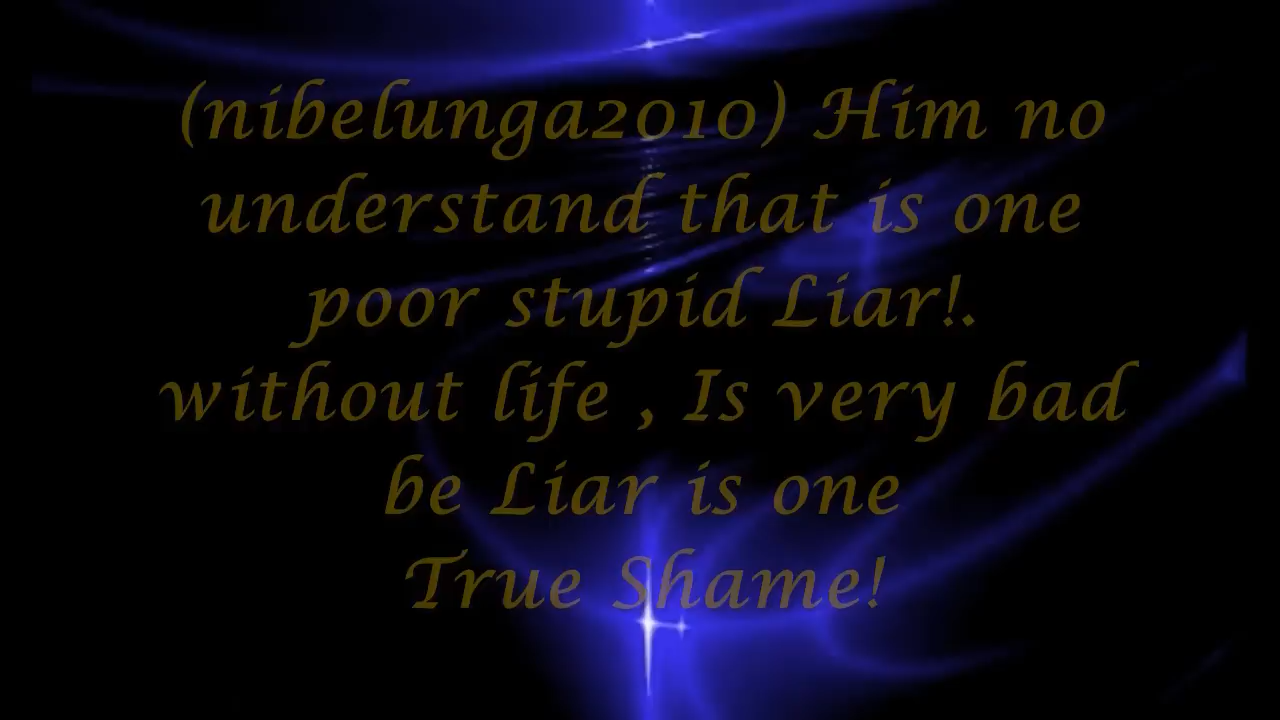 (nibelunga2010) Him no
understand that is one
poor stupid Liar!.
without life , Is very bad
be Liar is one
True Shame!